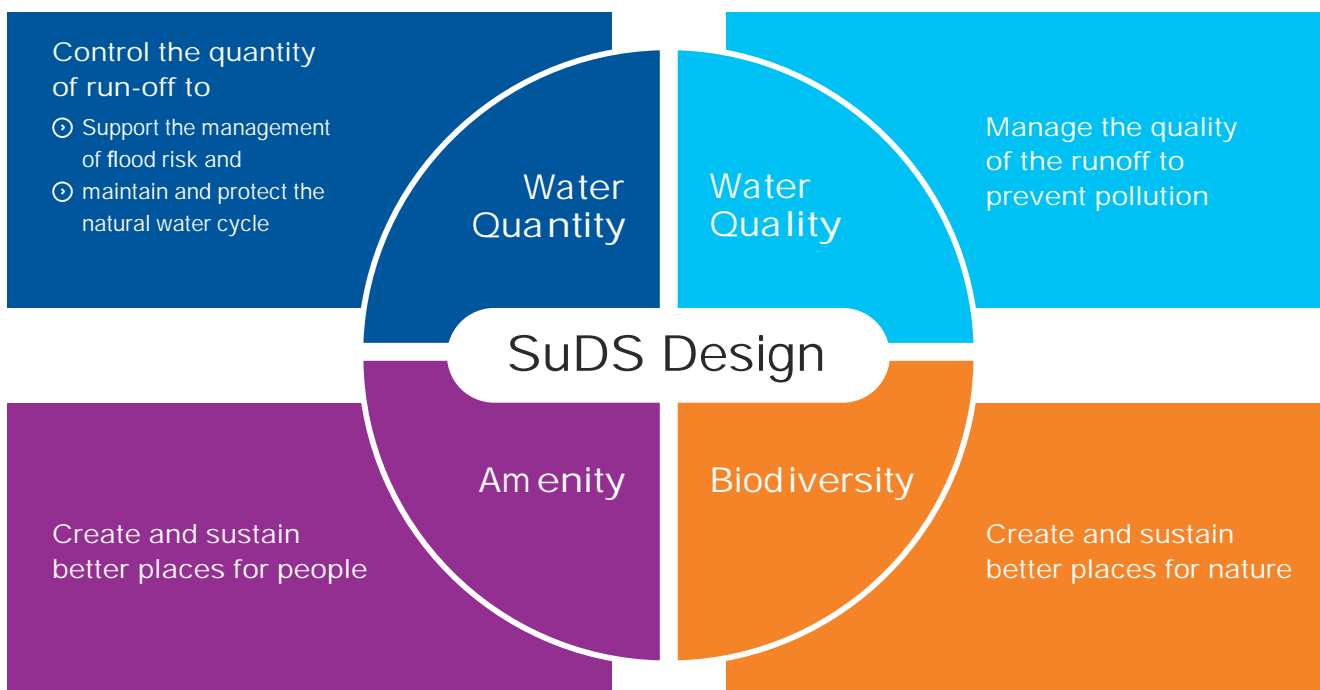 Control the quantity
of run-off to
Support the management
of flood risk and
maintain and protect the
natural water cycle
Water
Quantity
Water
Quality
Manage the quality
of the runoff to
prevent pollution
SuDS Design
Amenity
Create and sustain
better places for people
Biodiversity
Create and sustain
better places for nature